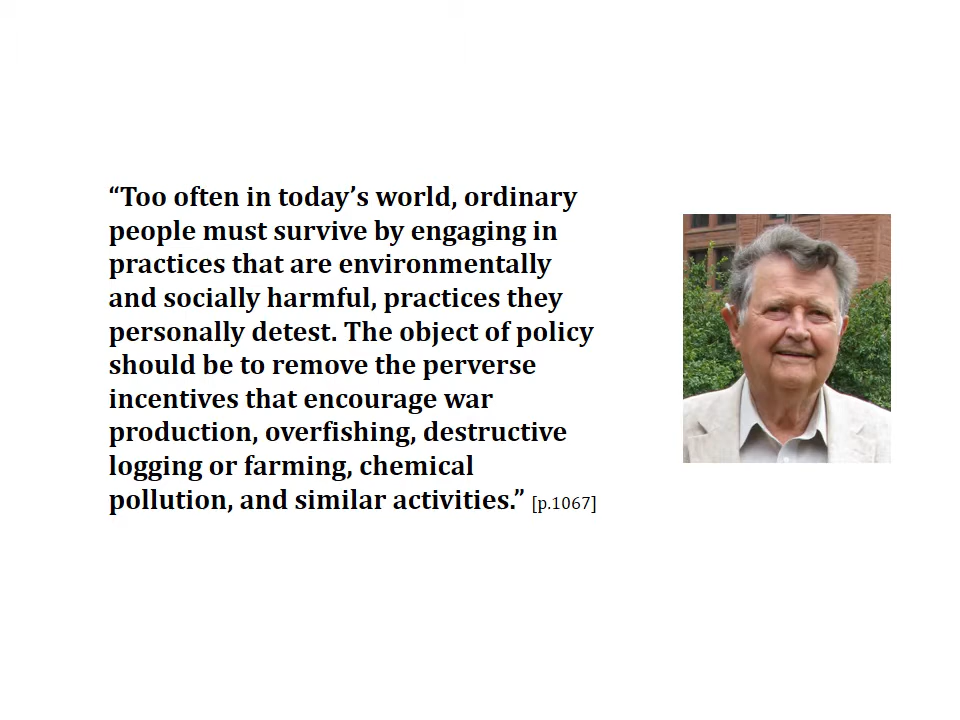 “Too often in today’s world, ordinary
people must survive by engaging in
practices that are environmentally
and socially harmful, practices they
personally detest. The object of policy
should be to remove the perverse
incentives that encourage war
production, overfishing, destructive
logging or farming, chemical
pollution, and similar activities.” [p.1067]